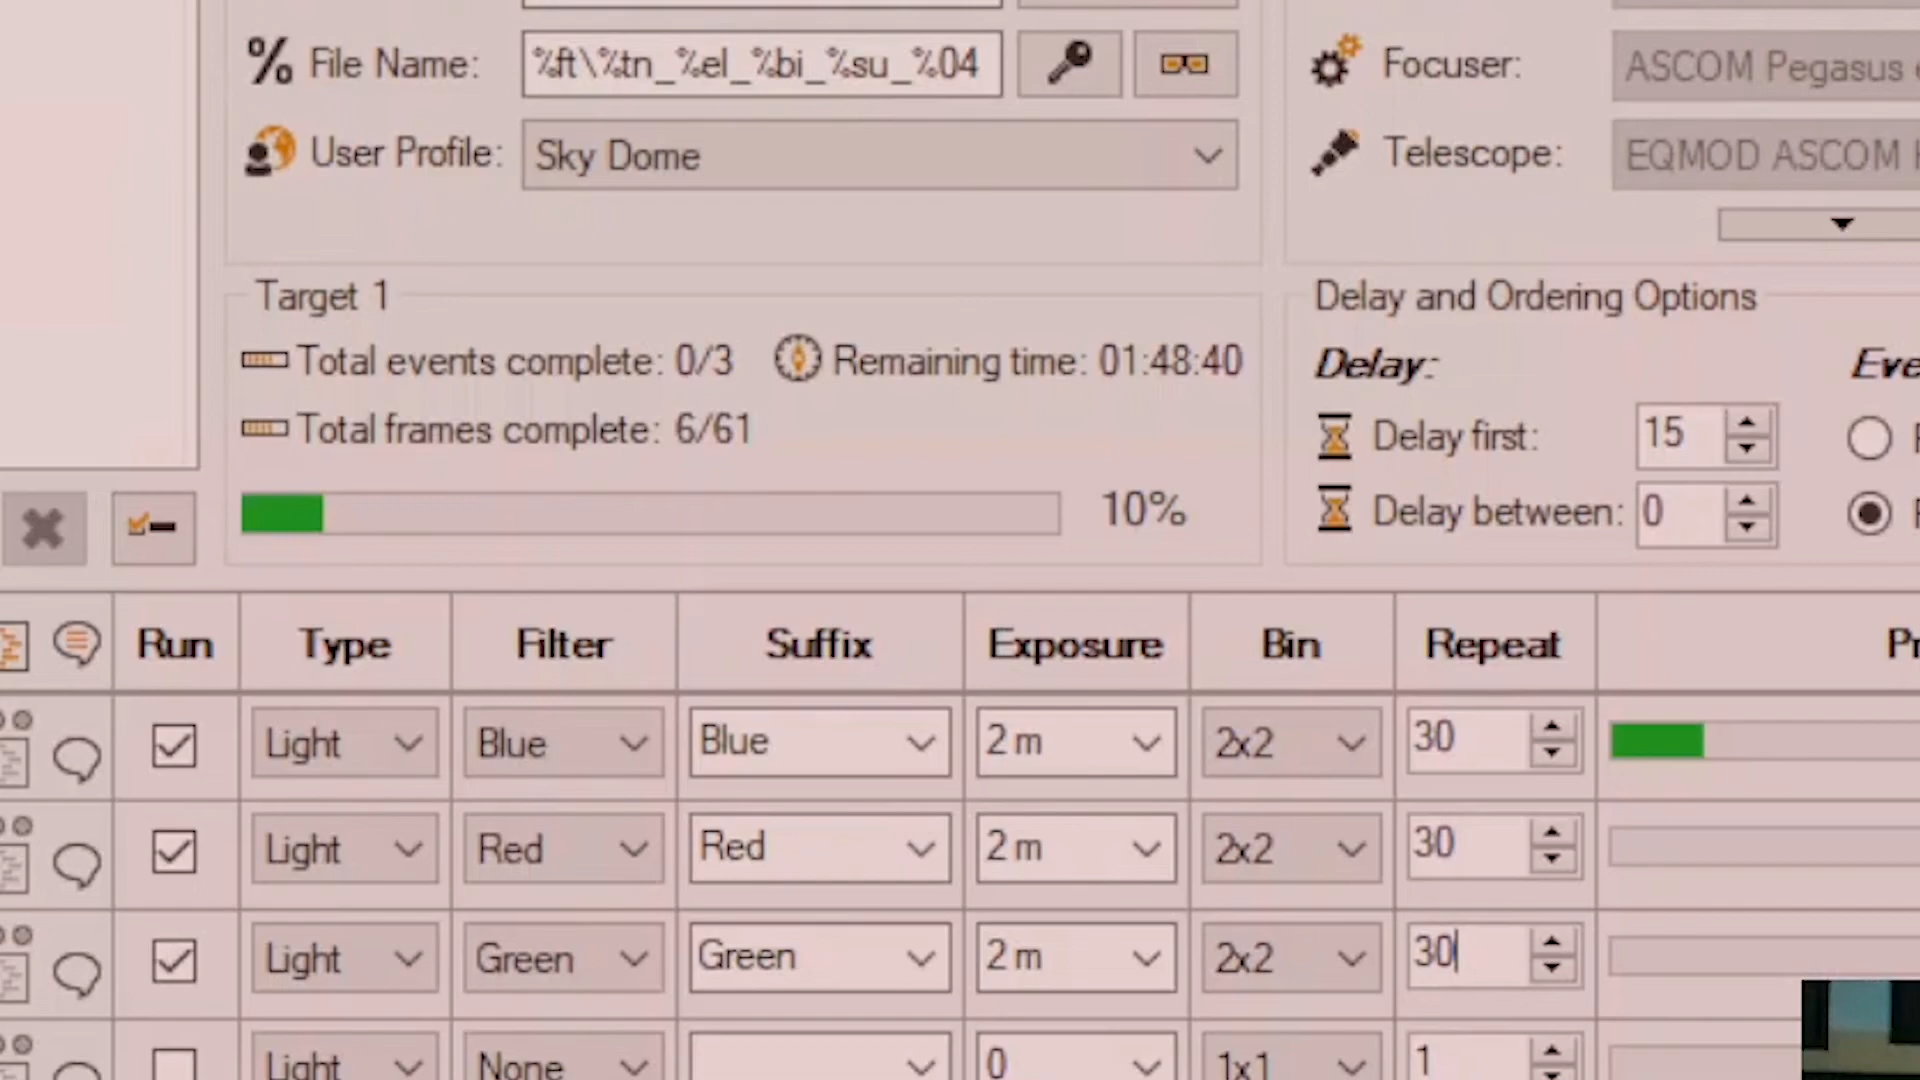 % File Name: %ft\%tn_%el_%bi_%su_%04
Focuser: ASCOM Pegasus
User Profile: Sky Dome
Telescope: EQMOD ASCOM
Target 1
Delay and Ordering Options
Total events complete: 0/3 Remaining time: 01:48:40
Delay:
Total frames complete: 6/61
Delay first: 15
10%
Delay between: 0
Run Type Filter Suffix Exposure Bin Repeat
Light Blue Blue 2 m 2x2 30
Light Red Red 2 m 2x2 30
Light Green Green 2 m 2x2 30
Light None 0 1x1 1